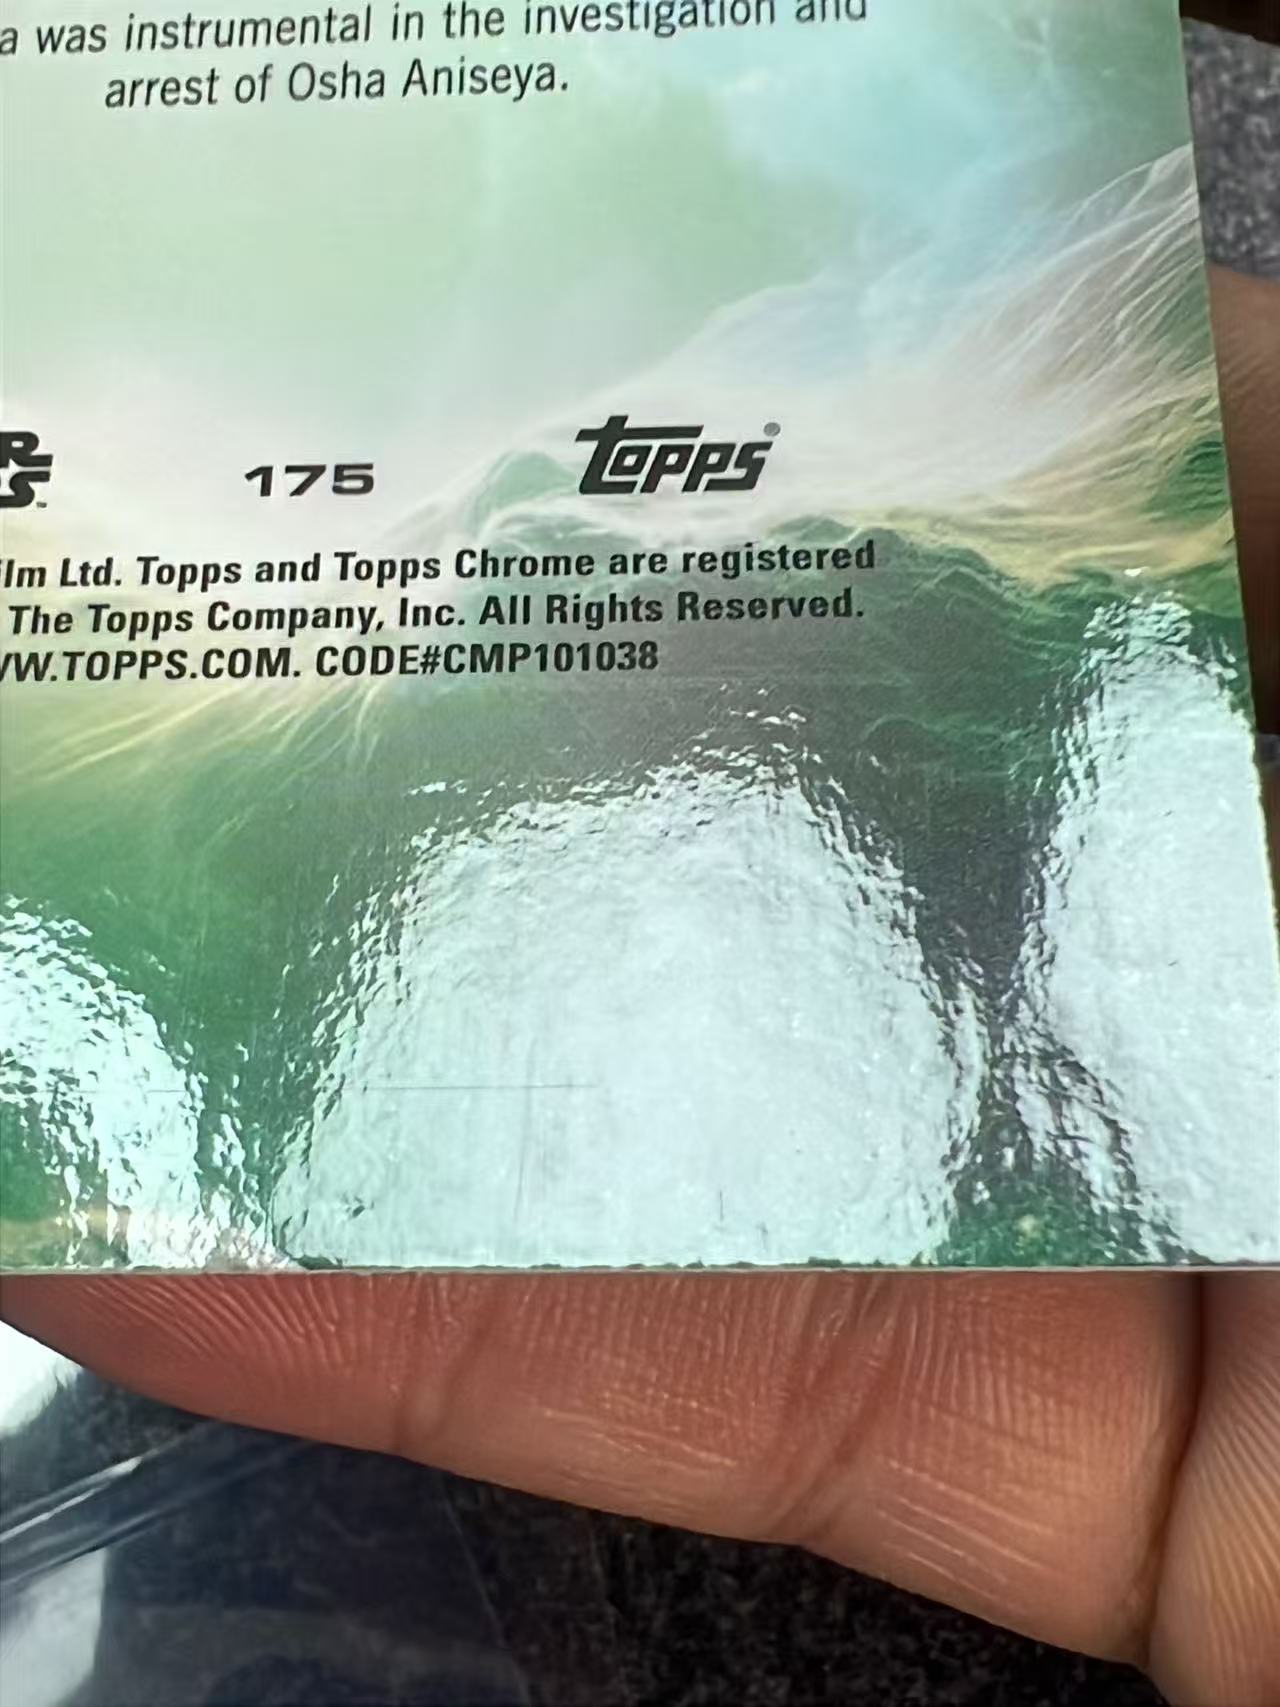 a was instrumental in the investigation and
arrest of Osha Aniseya.
175
Topps®
Ltd. Topps and Topps Chrome are registered
The Topps Company, Inc. All Rights Reserved.
W.TOPPS.COM. CODE#CMP101038